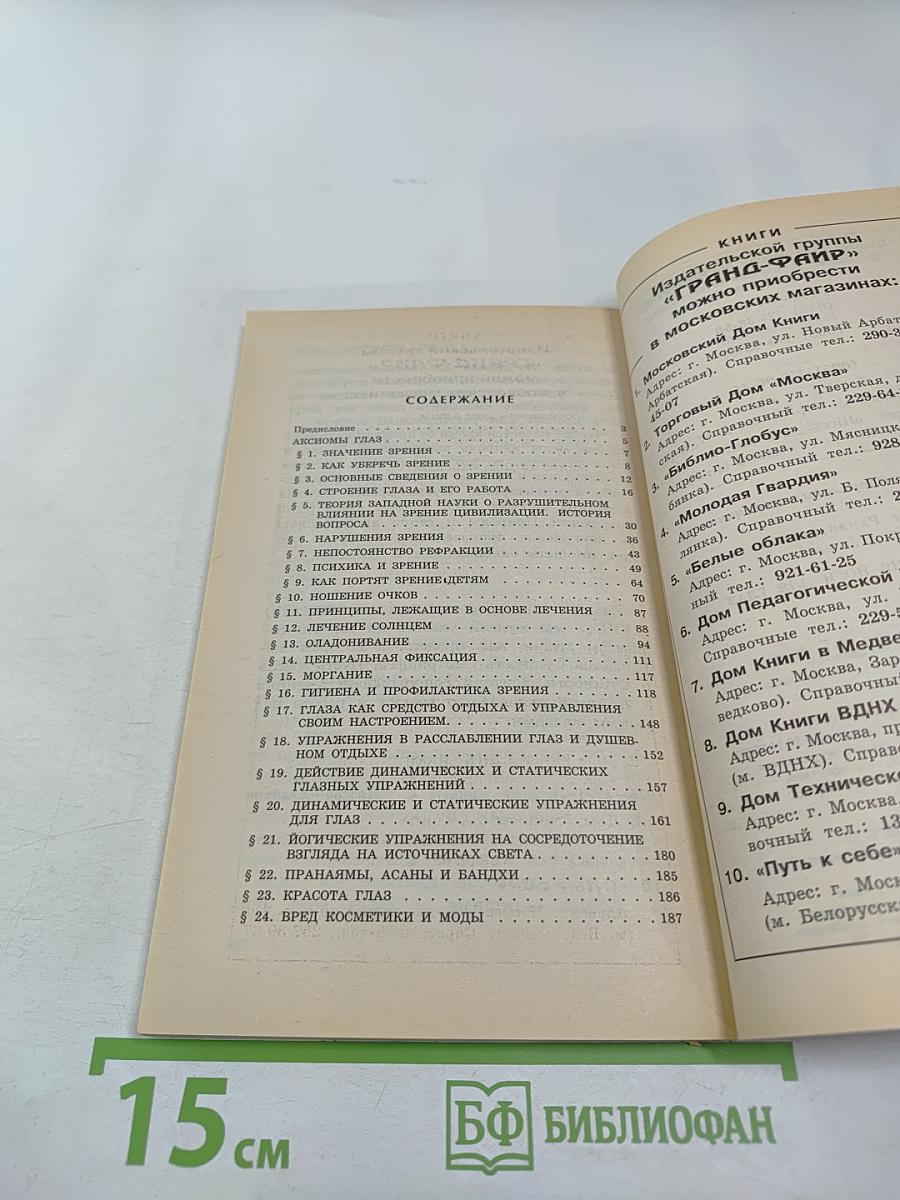 СОДЕРЖАНИЕ
Предисловие . . . 3
АКСИОМЫ ГЛАЗ . . . 5
§ 1. ЗНАЧЕНИЕ ЗРЕНИЯ . . . 7
§ 2. КАК УБЕРЕЧЬ ЗРЕНИЕ . . . 8
§ 3. ОСНОВНЫЕ СВЕДЕНИЯ О ЗРЕНИИ . . . 12
§ 4. СТРОЕНИЕ ГЛАЗА И ЕГО РАБОТА . . . 16
§ 5. ТЕОРИЯ ЗАПАДНОЙ НАУКИ О РАЗРУШИТЕЛЬНОМ
ВЛИЯНИИ НА ЗРЕНИЕ ЦИВИЛИЗАЦИИ. ИСТОРИЯ
ВОПРОСА . . . 30
§ 6. НАРУШЕНИЯ ЗРЕНИЯ . . . 36
§ 7. НЕПОСТОЯНСТВО РЕФРАКЦИИ . . . 43
§ 8. ПСИХИКА И ЗРЕНИЕ . . . 49
§ 9. КАК ПОРТЯТ ЗРЕНИЕ ДЕТЯМ . . . 64
§ 10. НОШЕНИЕ ОЧКОВ . . . 70
§ 11. ПРИНЦИПЫ, ЛЕЖАЩИЕ В ОСНОВЕ ЛЕЧЕНИЯ . . . 87
§ 12. ЛЕЧЕНИЕ СОЛНЦЕМ . . . 88
§ 13. ОЛАДОНИВАНИЕ . . . 94
§ 14. ЦЕНТРАЛЬНАЯ ФИКСАЦИЯ . . . 111
§ 15. МОРГАНИЕ . . . 117
§ 16. ГИГИЕНА И ПРОФИЛАКТИКА ЗРЕНИЯ . . . 118
§ 17. ГЛАЗА КАК СРЕДСТВО ОТДЫХА И УПРАВЛЕНИЯ
СВОИМ НАСТРОЕНИЕМ. . . . 148
§ 18. УПРАЖНЕНИЯ В РАССЛАБЛЕНИИ ГЛАЗ И ДУШЕВ-
НОМ ОТДЫХЕ . . . 152
§ 19. ДЕЙСТВИЕ ДИНАМИЧЕСКИХ И СТАТИЧЕСКИХ
ГЛАЗНЫХ УПРАЖНЕНИЙ . . . 157
§ 20. ДИНАМИЧЕСКИЕ И СТАТИЧЕСКИЕ УПРАЖНЕНИЯ
ДЛЯ ГЛАЗ . . . 161
§ 21. ЙОГИЧЕСКИЕ УПРАЖНЕНИЯ НА СОСРЕДОТОЧЕНИЕ
ВЗГЛЯДА НА ИСТОЧНИКАХ СВЕТА . . . 180
§ 22. ПРАНАЯМЫ, АСАНЫ И БАНДХИ . . . 185
§ 23. КРАСОТА ГЛАЗ . . . 186
§ 24. ВРЕД КОСМЕТИКИ И МОДЫ . . . 187
КНИГИ
Издательской группы
«ГРАНД-ФАИР»
можно приобрести
в московских магазинах:
1. Московский Дом Книги
Адрес: г. Москва, ул. Новый Арбат
Арбатская). Справочные тел.: 290-3
45-07
2. Торговый Дом «Москва»
Адрес: г. Москва, ул. Тверская, д
ская). Справочный тел.: 229-64-
3. «Библио-Глобус»
Адрес: г. Москва, ул. Мясницк
бянка). Справочный тел.: 928
4. «Молодая Гвардия»
Адрес: г. Москва, ул. Б. Поля
лянка). Справочный тел.: 2
5. «Белые облака»
Адрес: г. Москва, ул. Покр
ный тел.: 921-61-25
6. Дом Педагогической
Адрес: г. Москва, ул.
Справочные тел.: 229-5
7. Дом Книги в Медве
Адрес: г. Москва, Зар
ведково). Справочный
8. Дом Книги ВДНХ
Адрес: г. Москва, пр
(м. ВДНХ). Справо
9. Дом Техническо
Адрес: г. Москва,
вочный тел.: 13
10. «Путь к себе»
Адрес: г. Моск
(м. Белорусска
15 см
БФ БИБЛИОФАН